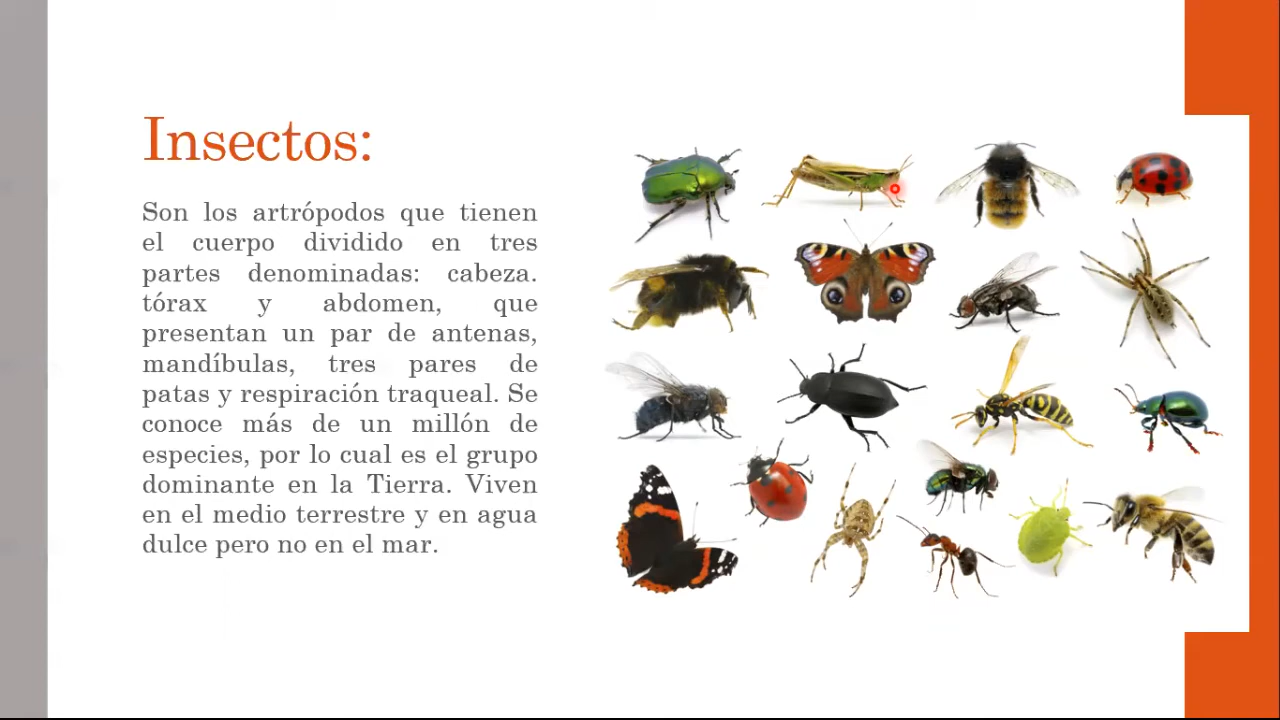 Insectos:
Son los artrópodos que tienen
el cuerpo dividido en tres
partes denominadas: cabeza.
tórax y abdomen, que
presentan un par de antenas,
mandíbulas, tres pares de
patas y respiración traqueal. Se
conoce más de un millón de
especies, por lo cual es el grupo
dominante en la Tierra. Viven
en el medio terrestre y en agua
dulce pero no en el mar.